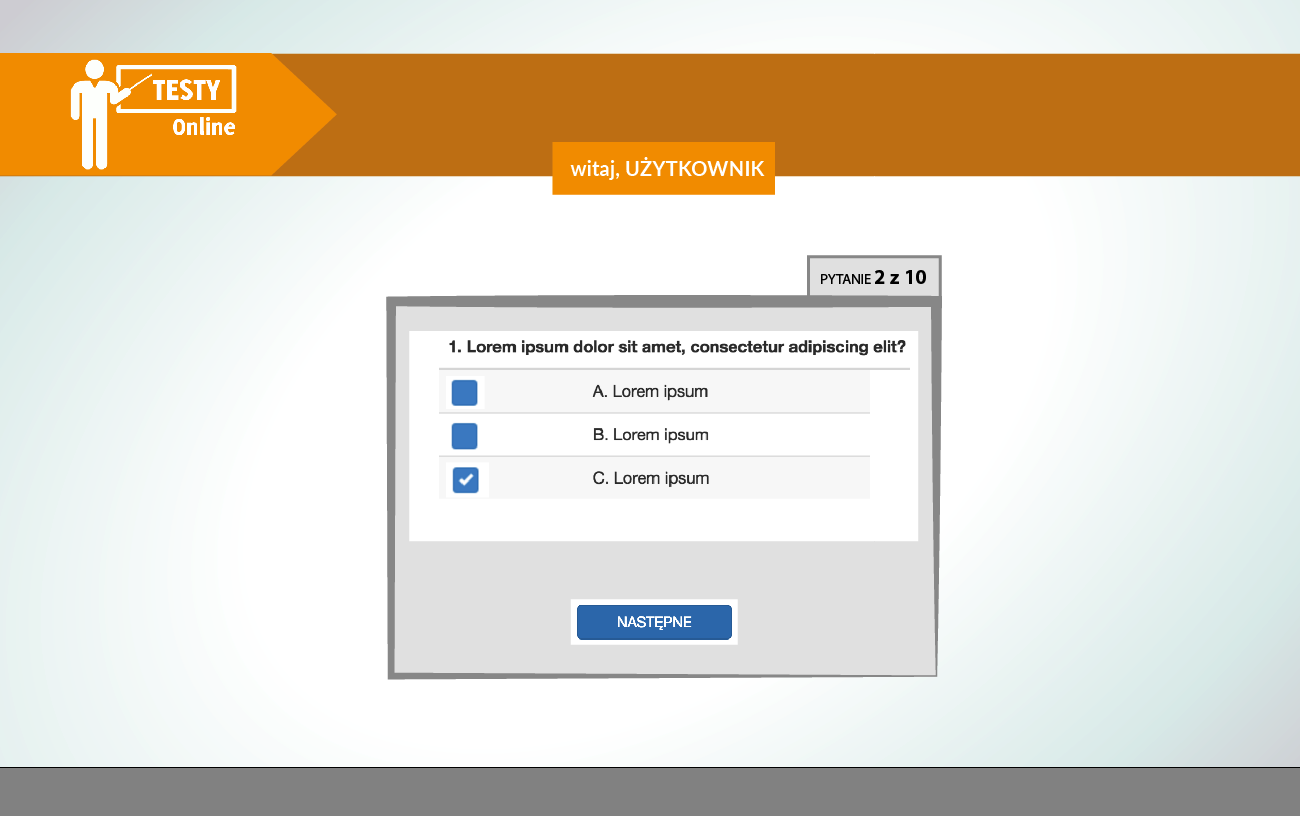 TESTY
Online
witaj, UŻYTKOWNIK
PYTANIE 2 z 10
1. Lorem ipsum dolor sit amet, consectetur adipiscing elit?
A. Lorem ipsum
B. Lorem ipsum
C. Lorem ipsum
NASTĘPNE